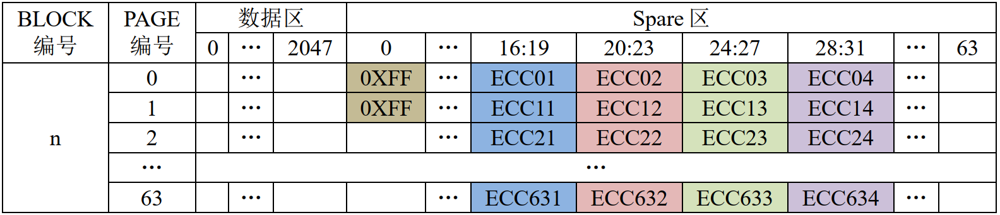 BLOCK 编号 PAGE 编号 数据区 Spare 区
0 … 2047 0 … 16:19 20:23 24:27 28:31 … 63
n 0 … 0XFF … ECC01 ECC02 ECC03 ECC04 …
1 … 0XFF … ECC11 ECC12 ECC13 ECC14 …
2 … … ECC21 ECC22 ECC23 ECC24 …
… …
63 … … ECC631 ECC632 ECC633 ECC634 …